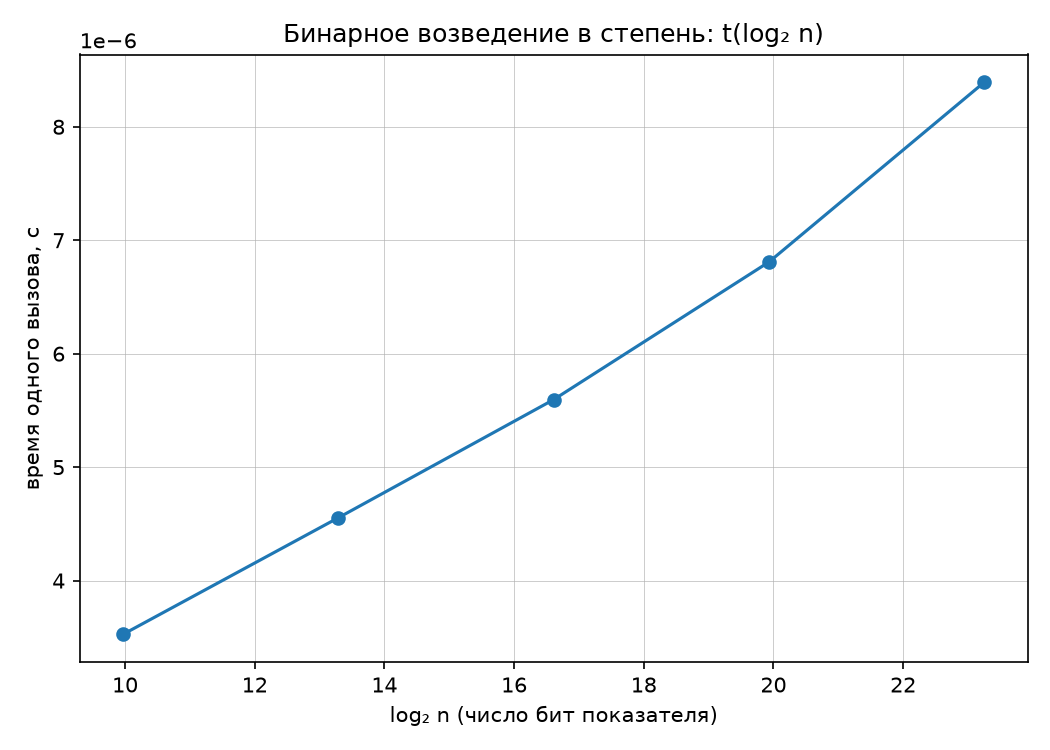 Бинарное возведение в степень: t(log₂ n)
1e−6
8
7
6
5
4
время одного вызова, с
10 12 14 16 18 20 22
log₂ n (число бит показателя)